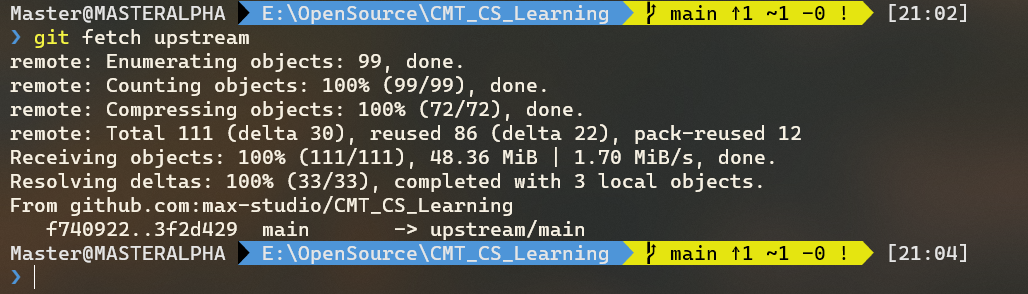 Master@MASTERALPHA E:\OpenSource\CMT_CS_Learning main ↑1 ~1 -0 ! [21:02]
❯ git fetch upstream
remote: Enumerating objects: 99, done.
remote: Counting objects: 100% (99/99), done.
remote: Compressing objects: 100% (72/72), done.
remote: Total 111 (delta 30), reused 86 (delta 22), pack-reused 12
Receiving objects: 100% (111/111), 48.36 MiB | 1.70 MiB/s, done.
Resolving deltas: 100% (33/33), completed with 3 local objects.
From github.com:max-studio/CMT_CS_Learning
   f740922..3f2d429  main       -> upstream/main
Master@MASTERALPHA E:\OpenSource\CMT_CS_Learning main ↑1 ~1 -0 ! [21:04]
❯